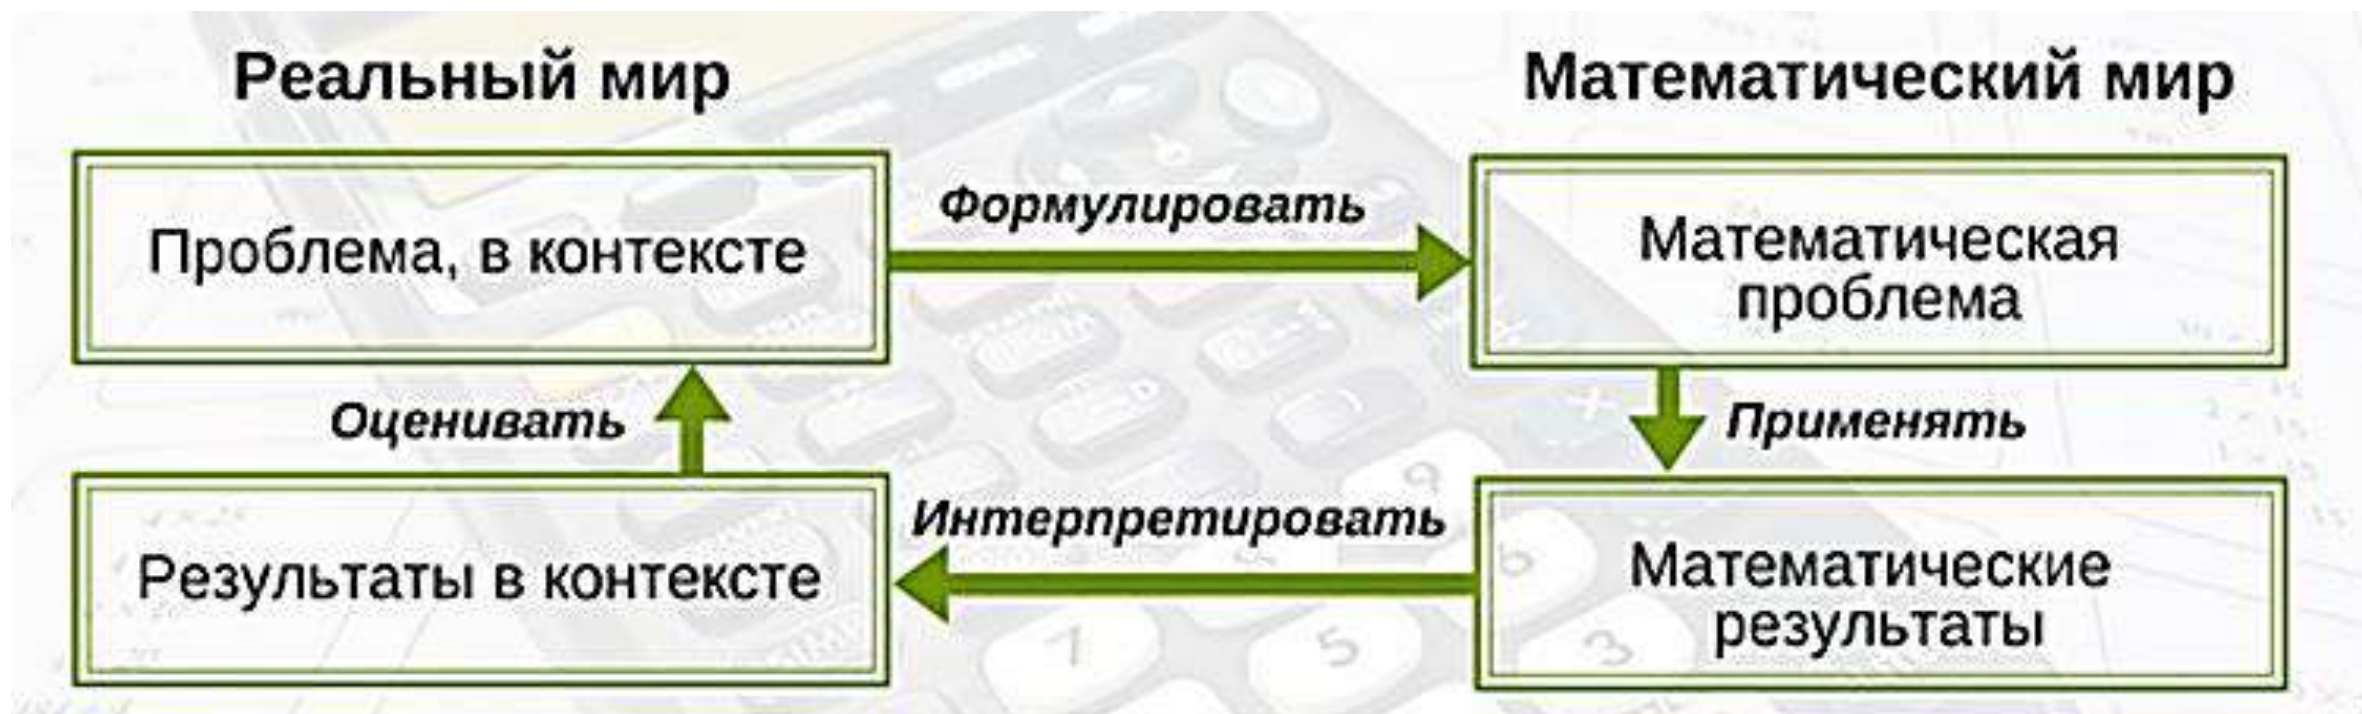 Реальный мир
Математический мир
Проблема, в контексте
Формулировать
Математическая
проблема
Оценивать
Применять
Результаты в контексте
Интерпретировать
Математические
результаты